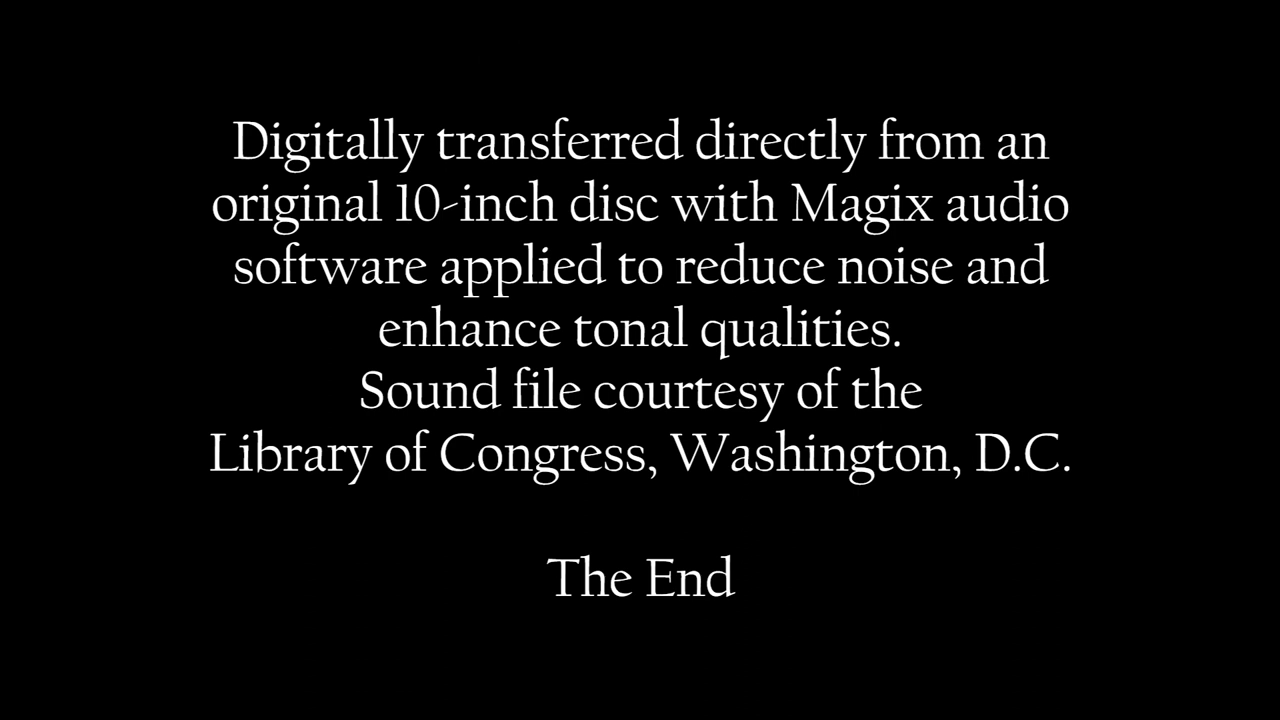 Digitally transferred directly from an
original 10-inch disc with Magix audio
software applied to reduce noise and
enhance tonal qualities.
Sound file courtesy of the
Library of Congress, Washington, D.C.
The End